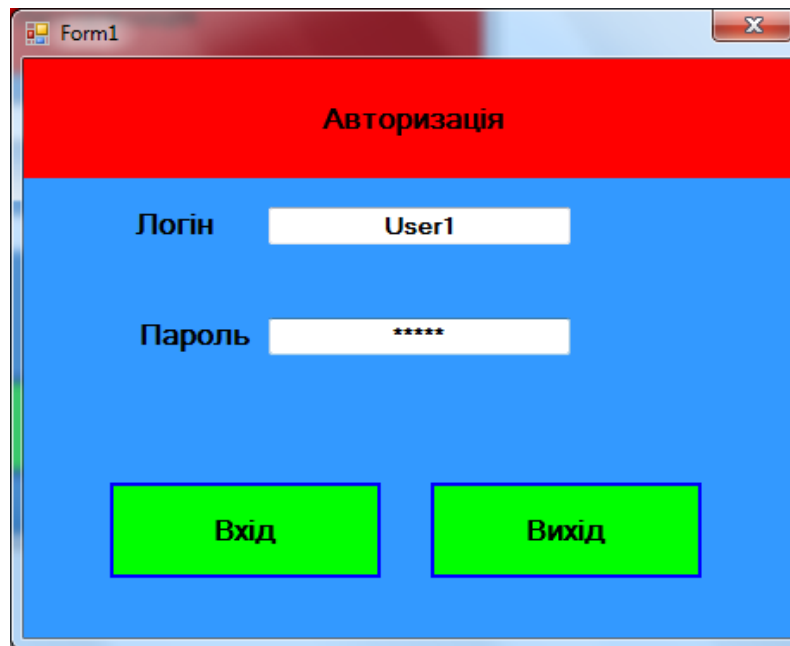 Form1
Авторизація
Логін User1
Пароль *****
Вхід Вихід